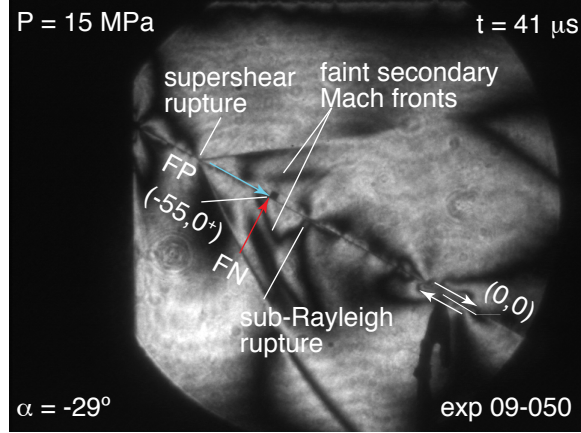 P = 15 MPa
t = 41 μs
supershear
rupture
faint secondary
Mach fronts
FP
(-55,0⁺)
FN
(0,0)
sub-Rayleigh
rupture
α = -29º
exp 09-050